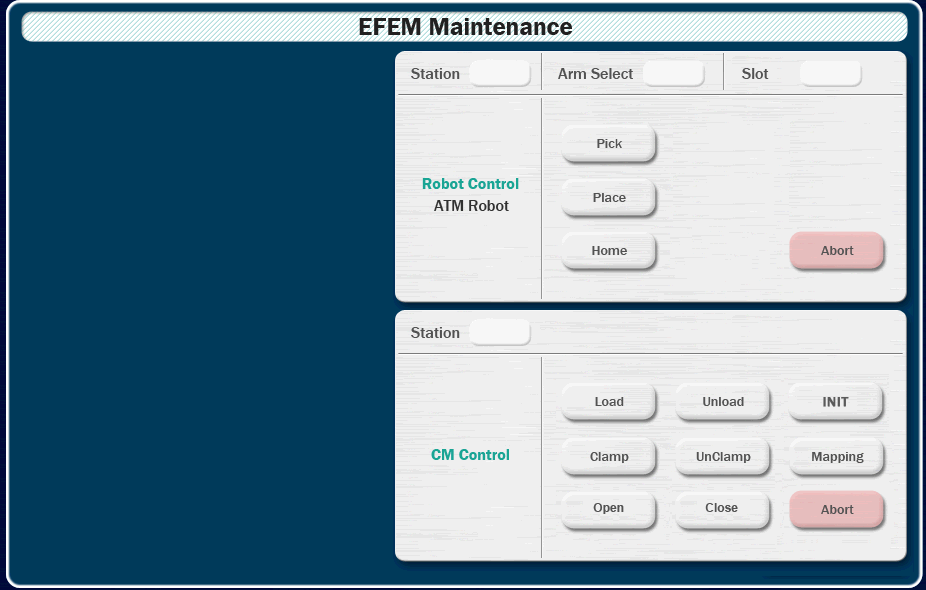 EFEM Maintenance
Station Arm Select Slot
Robot Control
ATM Robot
Pick
Place
Home Abort
Station
CM Control
Load Unload INIT
Clamp UnClamp Mapping
Open Close Abort